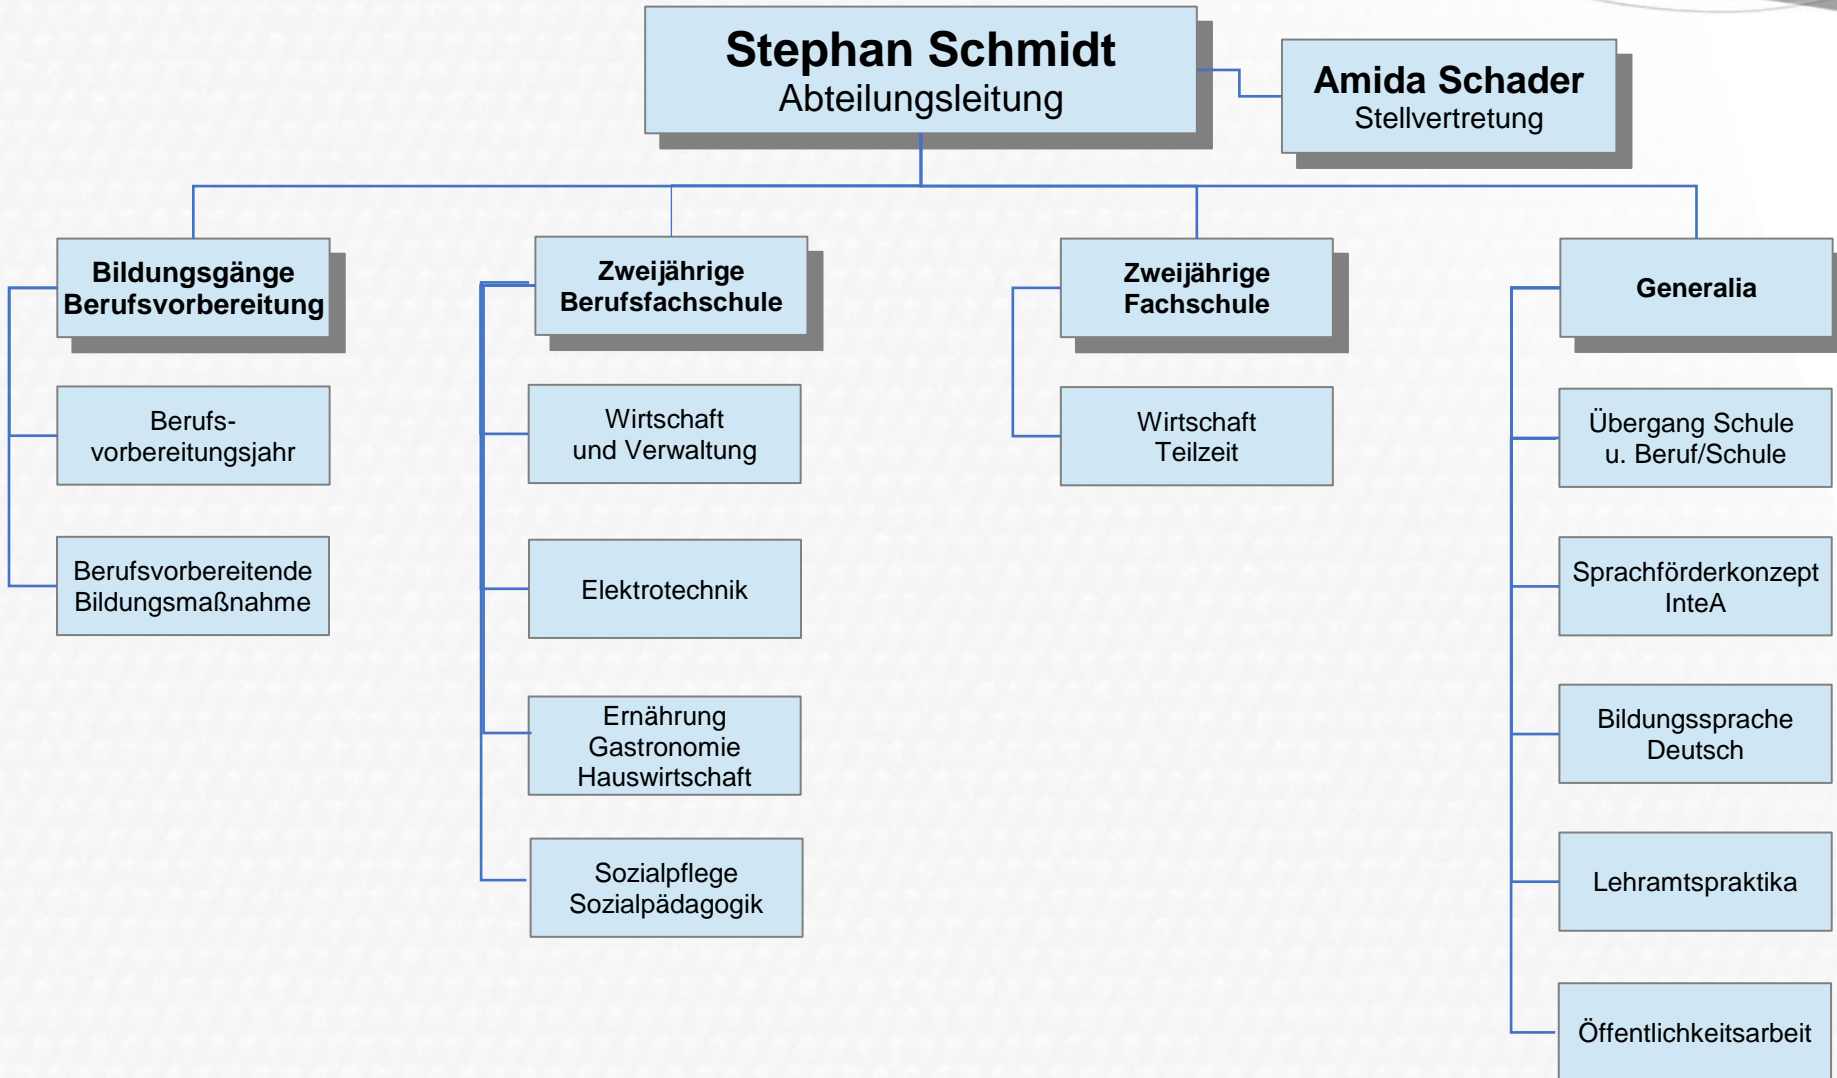 Stephan Schmidt
Abteilungsleitung
Amida Schader
Stellvertretung
Bildungsgänge
Berufsvorbereitung
Berufs-
vorbereitungsjahr
Berufsvorbereitende
Bildungsmaßnahme
Zweijährige
Berufsfachschule
Wirtschaft
und Verwaltung
Elektrotechnik
Ernährung
Gastronomie
Hauswirtschaft
Sozialpflege
Sozialpädagogik
Zweijährige
Fachschule
Wirtschaft
Teilzeit
Generalia
Übergang Schule
u. Beruf/Schule
Sprachförderkonzept
InteA
Bildungssprache
Deutsch
Lehramtspraktika
Öffentlichkeitsarbeit